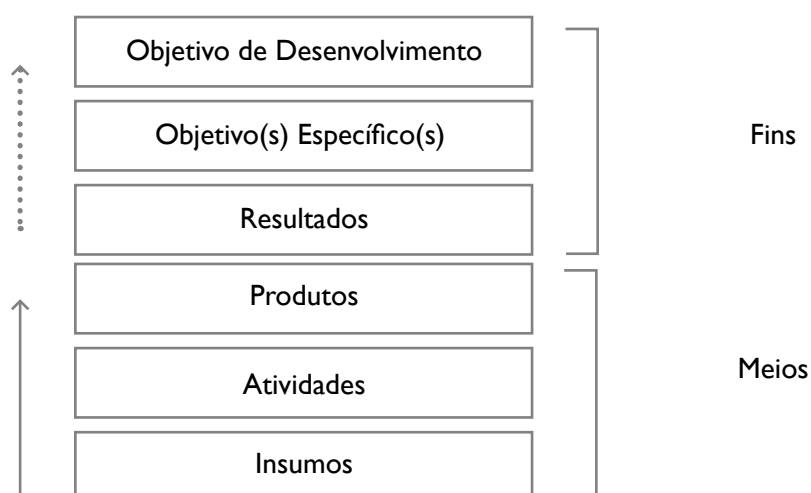 Objetivo de Desenvolvimento
Objetivo(s) Específico(s)
Fins
Resultados
Produtos
Atividades
Meios
Insumos